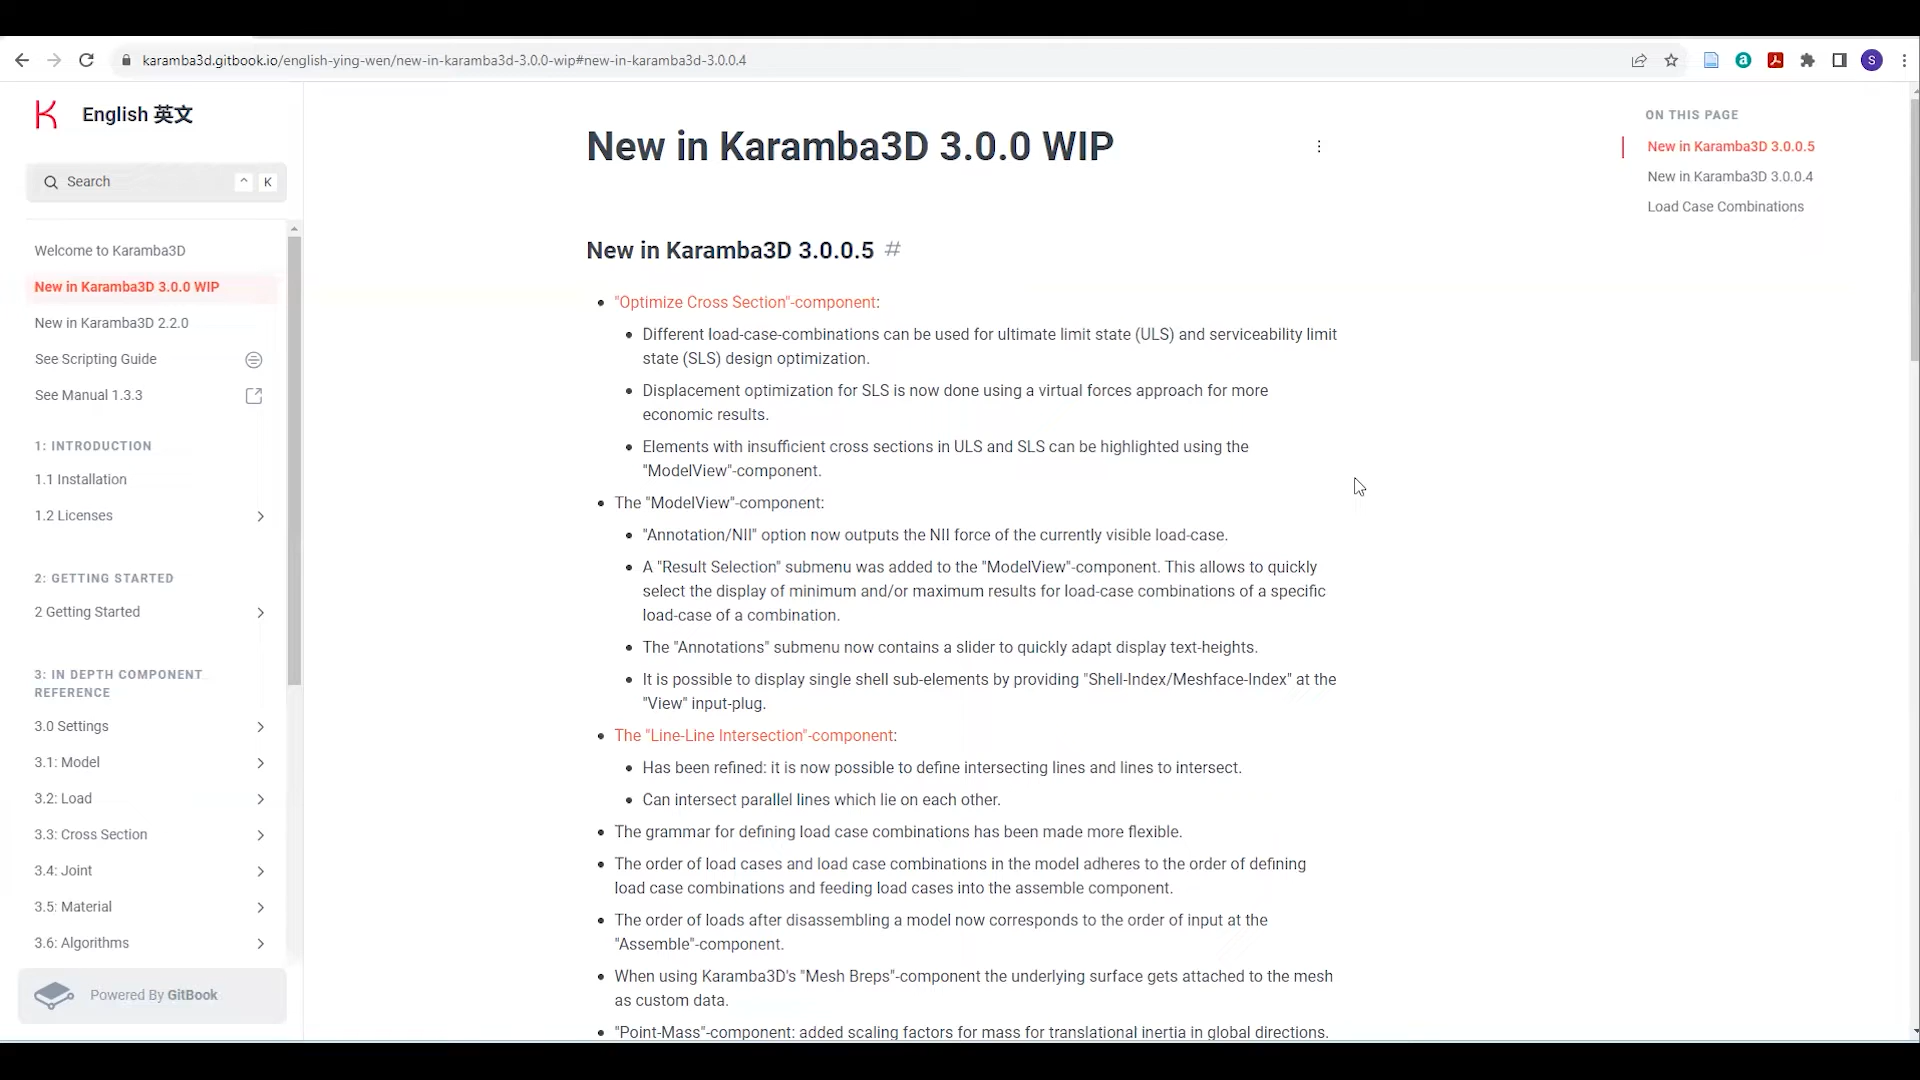 karamba3d.gitbook.io/english-ying-wen/new-in-karamba3d-3.0.0-wip#new-in-karamba3d-3.0.0.4
S
English 英文
Search
^ K
Welcome to Karamba3D
New in Karamba3D 3.0.0 WIP
New in Karamba3D 2.2.0
See Scripting Guide
See Manual 1.3.3
1: INTRODUCTION
1.1 Installation
1.2 Licenses
2: GETTING STARTED
2 Getting Started
3: IN DEPTH COMPONENT
REFERENCE
3.0 Settings
3.1: Model
3.2: Load
3.3: Cross Section
3.4: Joint
3.5: Material
3.6: Algorithms
Powered By GitBook
New in Karamba3D 3.0.0 WIP
New in Karamba3D 3.0.0.5 #
"Optimize Cross Section"-component:
Different load-case-combinations can be used for ultimate limit state (ULS) and serviceability limit
state (SLS) design optimization.
Displacement optimization for SLS is now done using a virtual forces approach for more
economic results.
Elements with insufficient cross sections in ULS and SLS can be highlighted using the
"ModelView"-component.
The "ModelView"-component:
"Annotation/NII" option now outputs the NII force of the currently visible load-case.
A "Result Selection" submenu was added to the "ModelView"-component. This allows to quickly
select the display of minimum and/or maximum results for load-case combinations of a specific
load-case of a combination.
The "Annotations" submenu now contains a slider to quickly adapt display text-heights.
It is possible to display single shell sub-elements by providing "Shell-Index/Meshface-Index" at the
"View" input-plug.
The "Line-Line Intersection"-component:
Has been refined: it is now possible to define intersecting lines and lines to intersect.
Can intersect parallel lines which lie on each other.
The grammar for defining load case combinations has been made more flexible.
The order of load cases and load case combinations in the model adheres to the order of defining
load case combinations and feeding load cases into the assemble component.
The order of loads after disassembling a model now corresponds to the order of input at the
"Assemble"-component.
When using Karamba3D's "Mesh Breps"-component the underlying surface gets attached to the mesh
as custom data.
"Point-Mass"-component: added scaling factors for mass for translational inertia in global directions.
ON THIS PAGE
New in Karamba3D 3.0.0.5
New in Karamba3D 3.0.0.4
Load Case Combinations